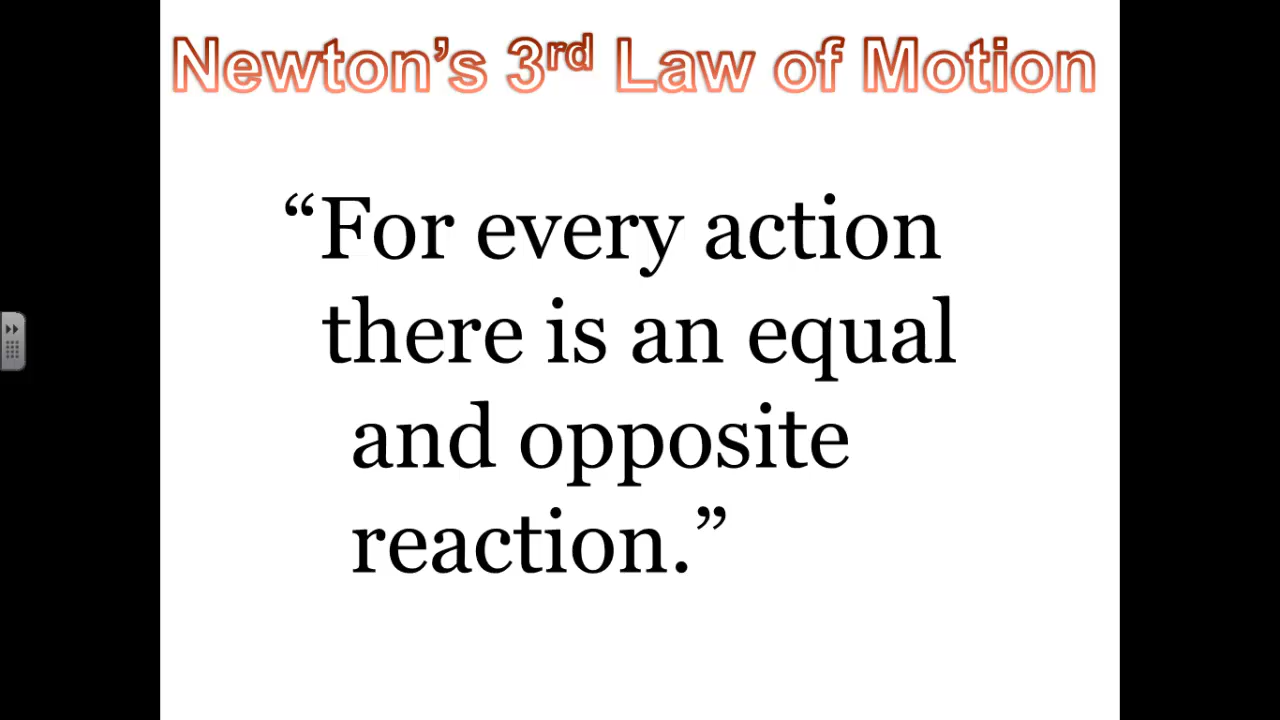 Newton’s 3rd Law of Motion
“For every action
there is an equal
and opposite
reaction.”